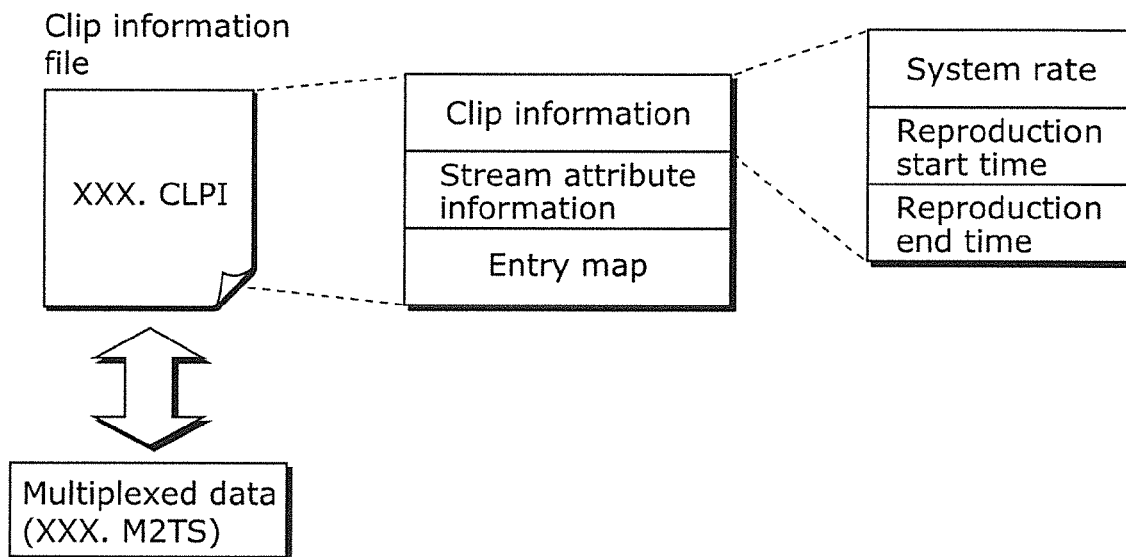 Clip information
file
XXX. CLPI
Clip information
Stream attribute
information
Entry map
System rate
Reproduction
start time
Reproduction
end time
Multiplexed data
(XXX. M2TS)